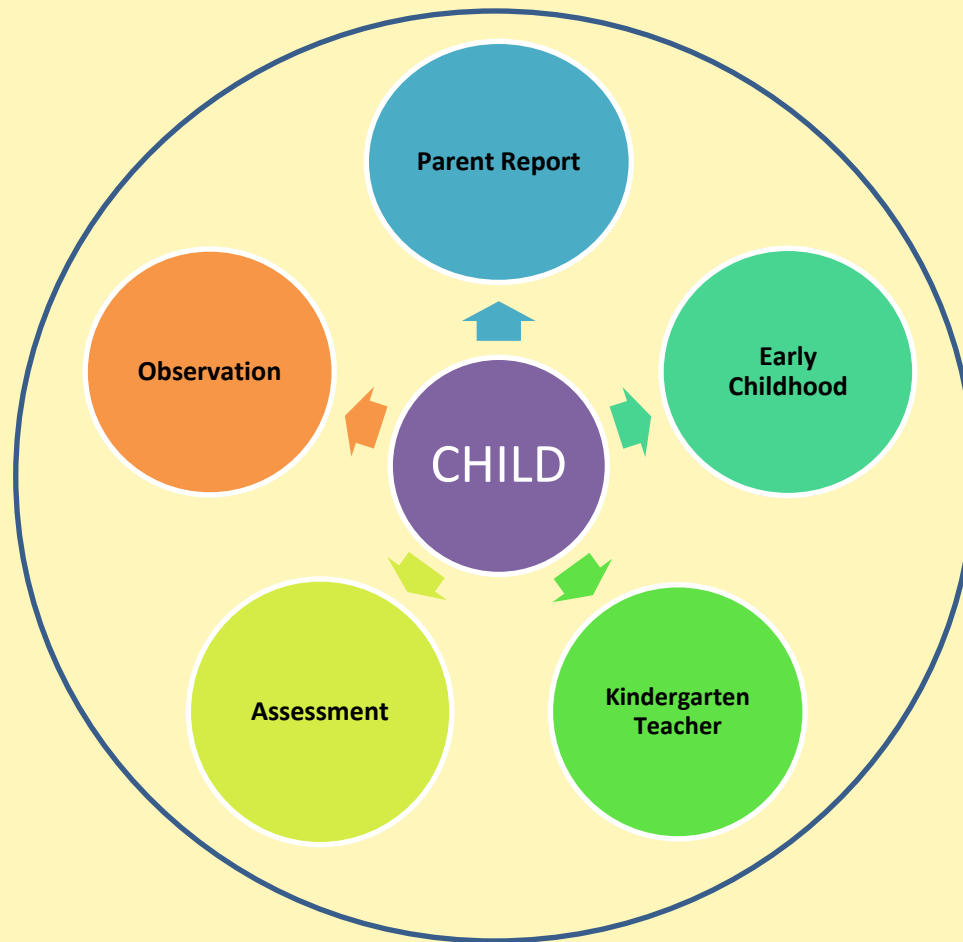 Parent Report
Observation
Early
Childhood
CHILD
Assessment
Kindergarten
Teacher